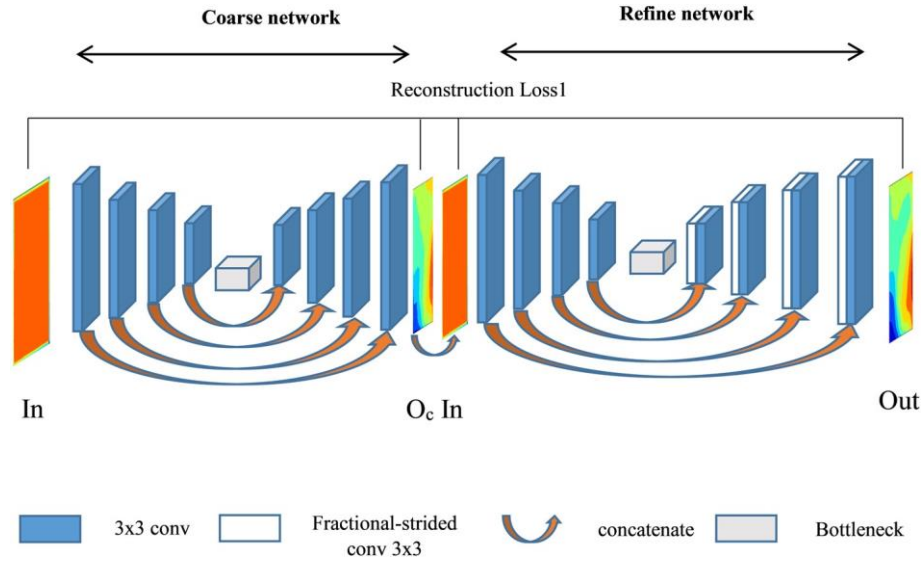 Coarse network
Refine network
Reconstruction Loss1
In
Oc In
Out
3x3 conv
Fractional-strided
conv 3x3
concatenate
Bottleneck